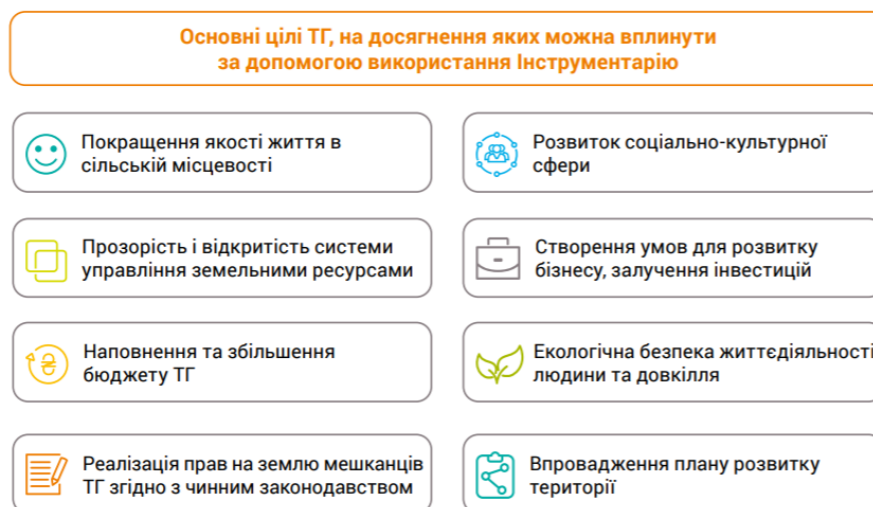 Основні цілі ТГ, на досягнення яких можна вплинути
за допомогою використання Інструментарію
Покращення якості життя в
сільській місцевості
Розвиток соціально-культурної
сфери
Прозорість і відкритість системи
управління земельними ресурсами
Створення умов для розвитку
бізнесу, залучення інвестицій
Наповнення та збільшення
бюджету ТГ
Екологічна безпека життєдіяльності
людини та довкілля
Реалізація прав на землю мешканців
ТГ згідно з чинним законодавством
Впровадження плану розвитку
території